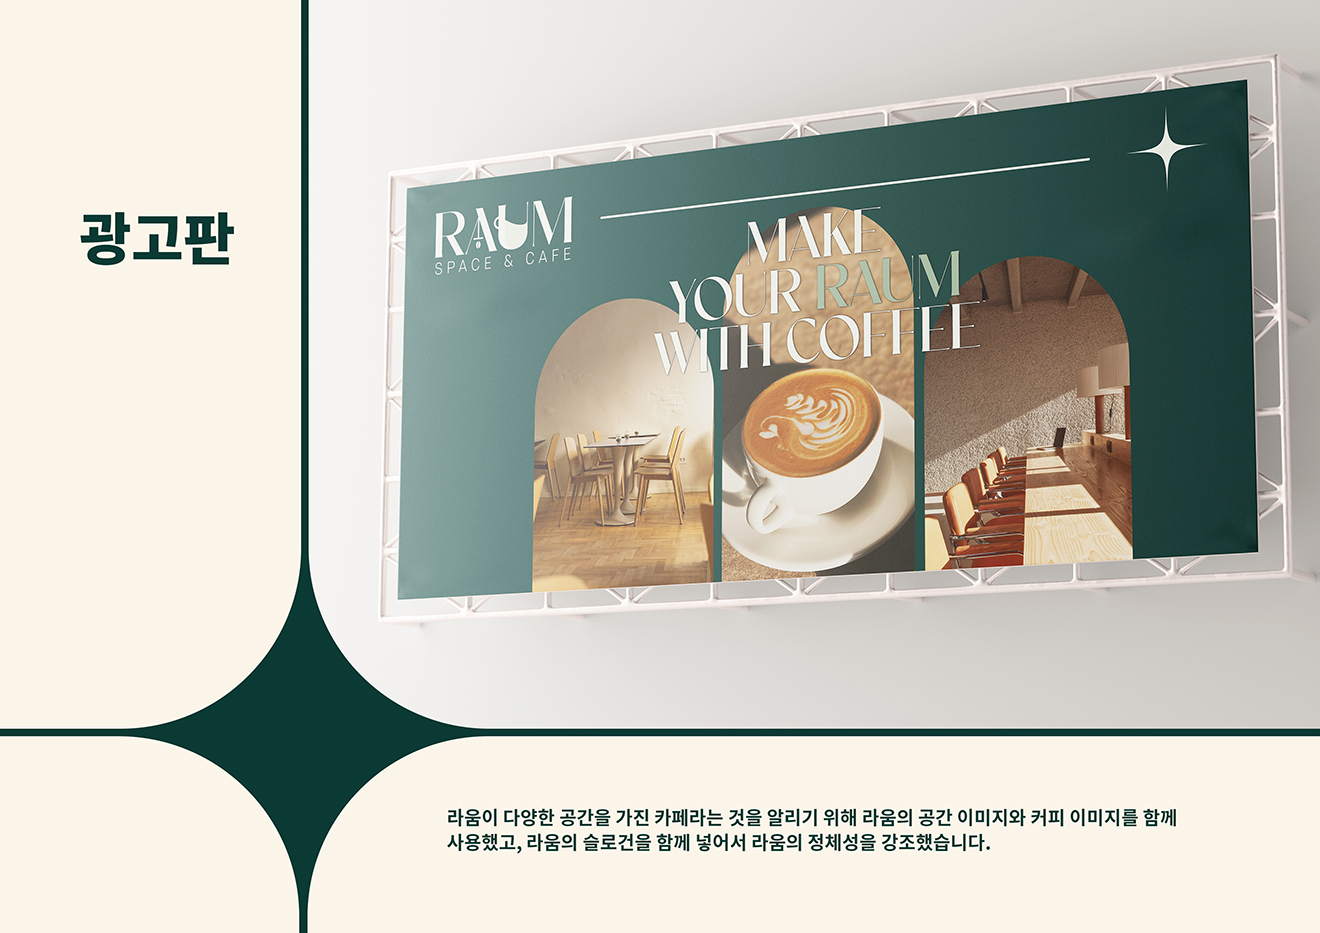 광고판
RAUM
SPACE & CAFE
MAKE
YOUR RAUM
WITH COFFEE
라움이 다양한 공간을 가진 카페라는 것을 알리기 위해 라움의 공간 이미지와 커피 이미지를 함께
사용했고, 라움의 슬로건을 함께 넣어서 라움의 정체성을 강조했습니다.